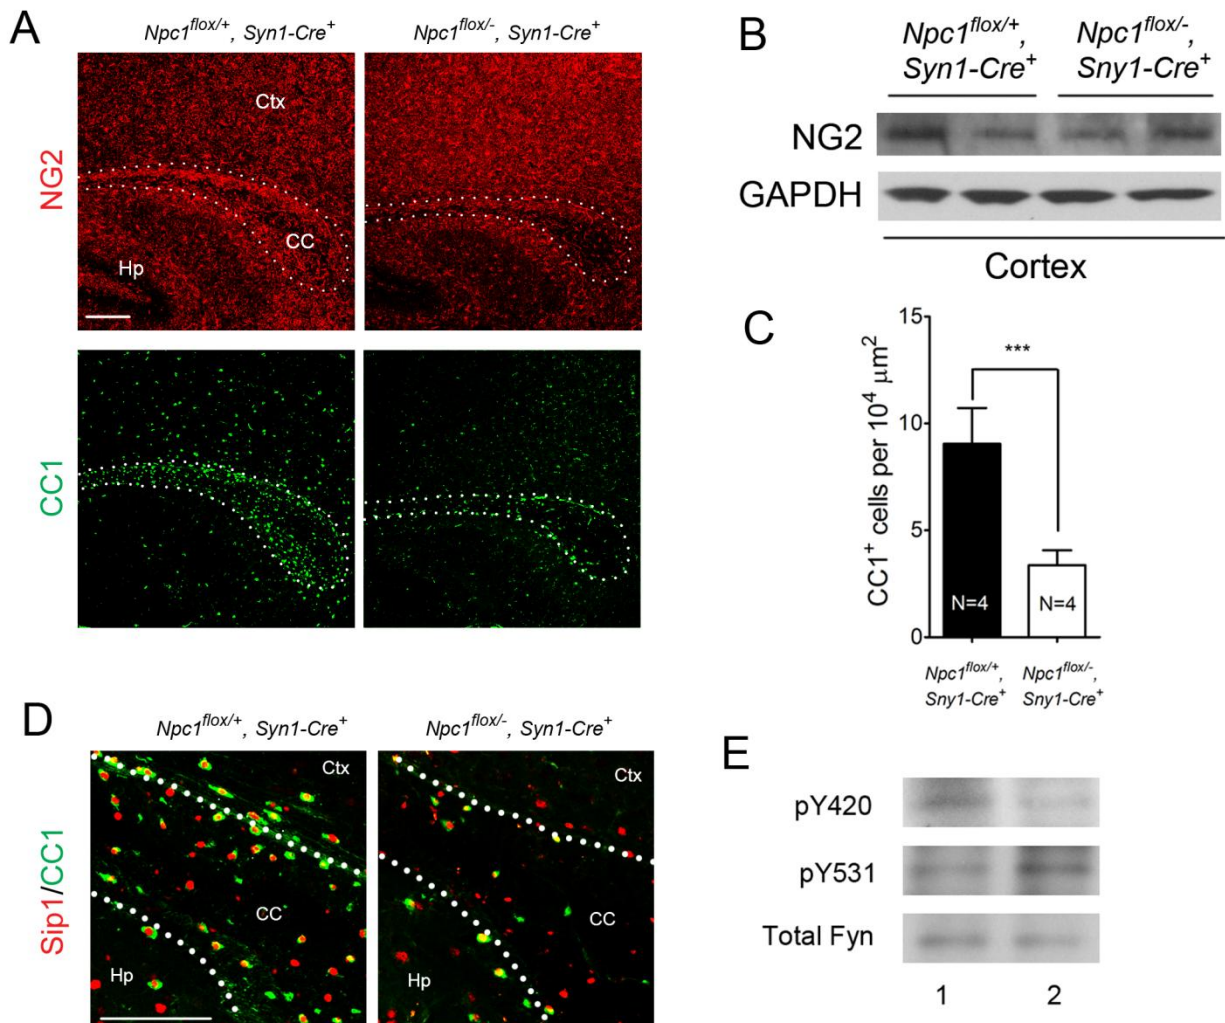 A
Npc1flox/+, Syn1-Cre+
Npc1flox/-, Syn1-Cre+
NG2
Ctx
CC
Hp
CC1
B
Npc1flox/+,
Syn1-Cre+
Npc1flox/-,
Sny1-Cre+
NG2
GAPDH
Cortex
C
CC1+ cells per 104 µm2
15
10
5
0
***
N=4
N=4
Npc1flox/+,
Sny1-Cre+
Npc1flox/-,
Sny1-Cre+
D
Npc1flox/+, Syn1-Cre+
Npc1flox/-, Syn1-Cre+
Sip1/CC1
Ctx
CC
Hp
Ctx
CC
Hp
E
pY420
pY531
Total Fyn
1
2